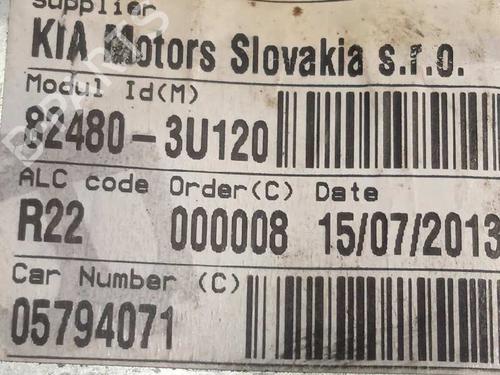 Supplier
KIA Motors Slovakia s.r.o.
Modul Id(M)
82480-3U120
ALC code Order(C) Date
R22 000008 15/07/2013
Car Number (C)
05794071